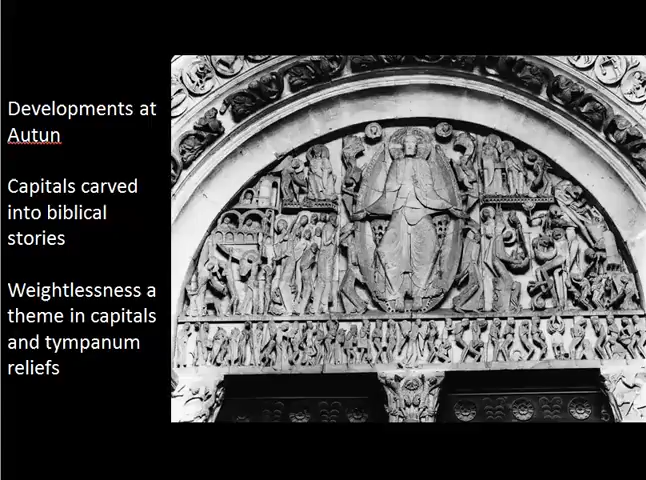 Developments at
Autun
Capitals carved
into biblical
stories
Weightlessness a
theme in capitals
and tympanum
reliefs